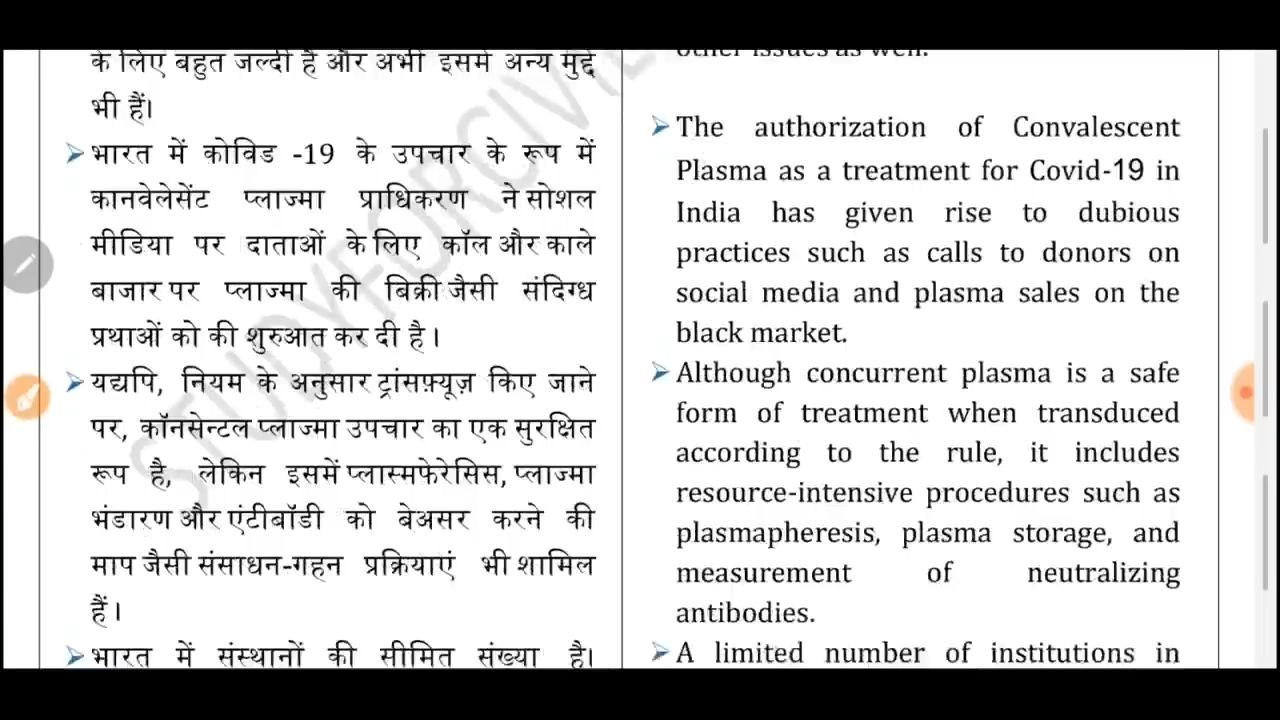 के लिए बहुत जल्दी है और अभी इसमें अन्य मुद्दे
भी हैं।
➢ भारत में कोविड -19 के उपचार के रूप में
कानवेलेसेंट प्लाज्मा प्राधिकरण ने सोशल
मीडिया पर दाताओं के लिए कॉल और काले
बाजार पर प्लाज्मा की बिक्री जैसी संदिग्ध
प्रथाओं को की शुरुआत कर दी है।
➢ यद्यपि, नियम के अनुसार ट्रांसफ़्यूज़ किए जाने
पर, कॉनसेन्टल प्लाज्मा उपचार का एक सुरक्षित
रूप है, लेकिन इसमें प्लास्मफेरेसिस, प्लाज्मा
भंडारण और एंटीबॉडी को बेअसर करने की
माप जैसी संसाधन-गहन प्रक्रियाएं भी शामिल
हैं।
➢ भारत में संस्थानों की सीमित संख्या है।
other issues as well.
➢ The authorization of Convalescent
Plasma as a treatment for Covid-19 in
India has given rise to dubious
practices such as calls to donors on
social media and plasma sales on the
black market.
➢ Although concurrent plasma is a safe
form of treatment when transduced
according to the rule, it includes
resource-intensive procedures such as
plasmapheresis, plasma storage, and
measurement of neutralizing
antibodies.
➢ A limited number of institutions in
STUDYFORCIVIL